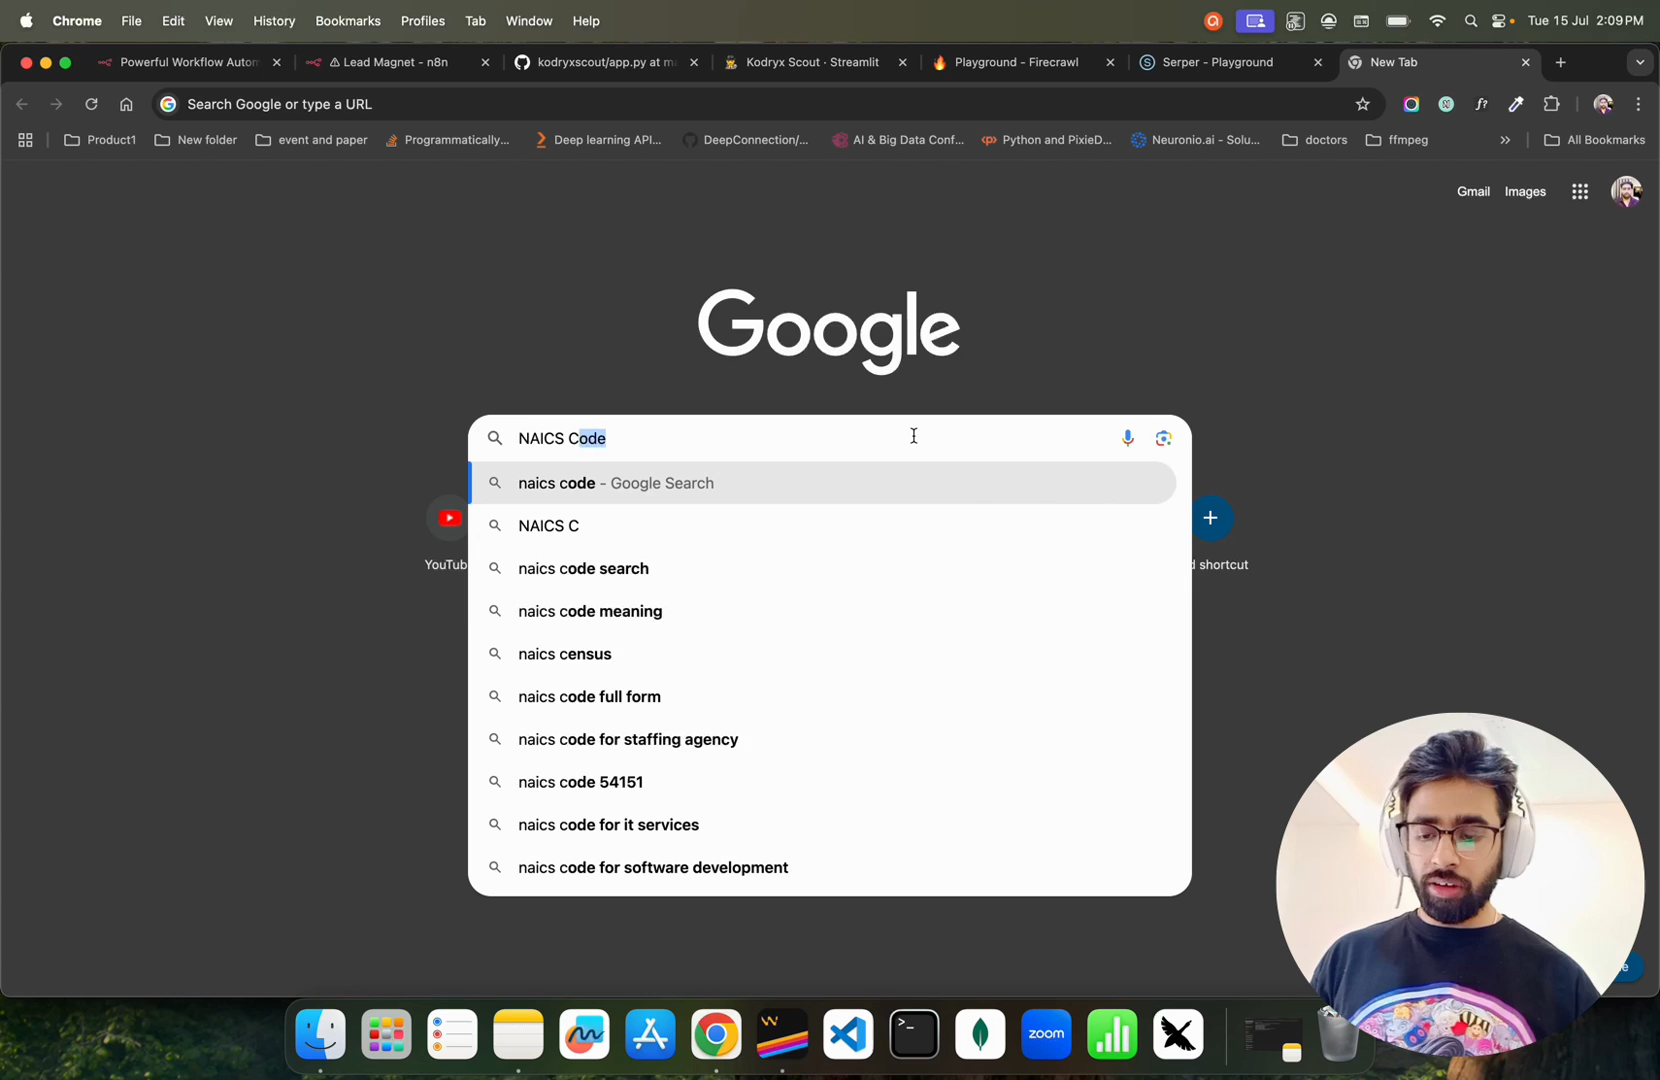 Chrome File Edit View History Bookmarks Profiles Tab Window Help Tue 15 Jul 2:09 PM
Powerful Workflow Autom
⚠ Lead Magnet - n8n
kodryxscout/app.py at ma
Kodryx Scout · Streamlit
Playground - Firecrawl
Serper - Playground
New Tab
Search Google or type a URL
Product1
New folder
event and paper
Programmatically...
Deep learning API...
DeepConnection/...
AI & Big Data Conf...
Python and PixieD...
Neuronio.ai - Solu...
doctors
ffmpeg
»
All Bookmarks
Gmail Images
Google
NAICS Code
naics code - Google Search
NAICS C
naics code search
naics code meaning
naics census
naics code full form
naics code for staffing agency
naics code 54151
naics code for it services
naics code for software development
YouTub
d shortcut
zoom